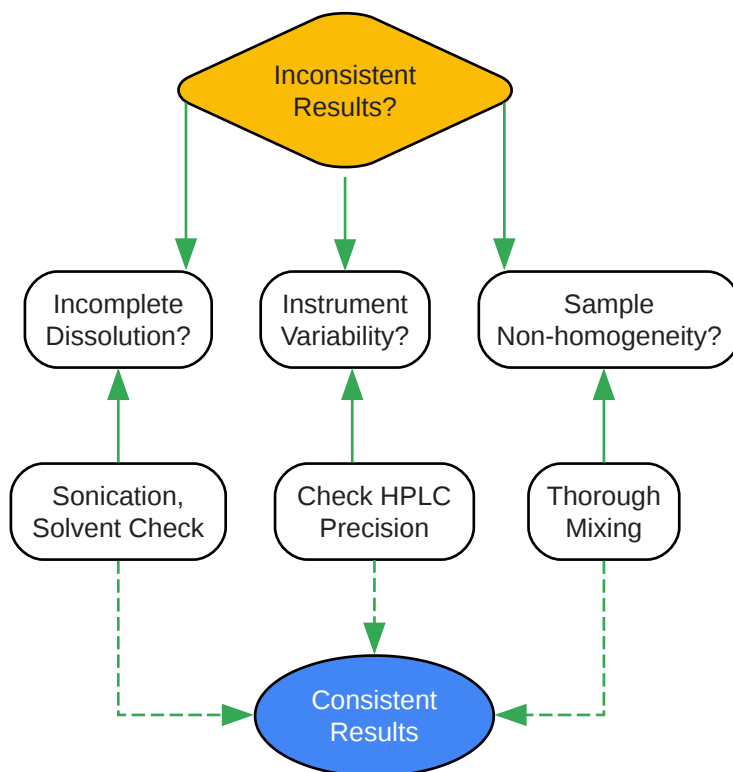 Inconsistent
Results?
Incomplete
Dissolution?
Instrument
Variability?
Sample
Non-homogeneity?
Sonication,
Solvent Check
Check HPLC
Precision
Thorough
Mixing
Consistent
Results